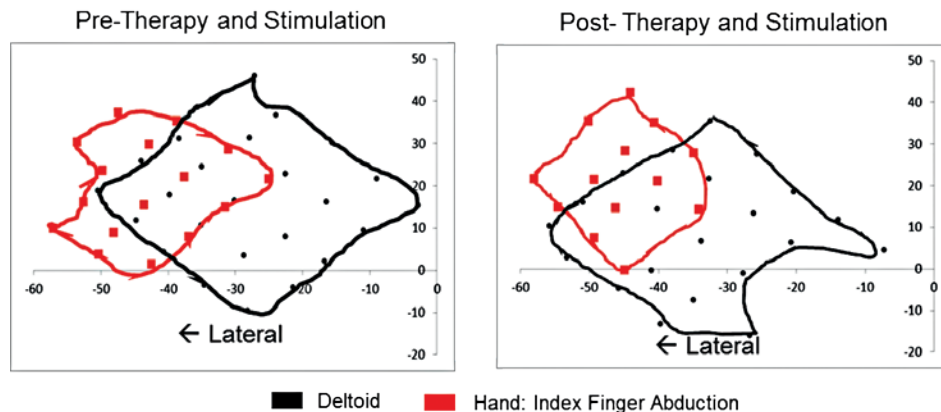 Pre-Therapy and Stimulation
Post- Therapy and Stimulation
50
40
30
20
10
0
-10
-20
-60 -50 -40 -30 -20 -10 0
← Lateral
50
40
30
20
10
0
-10
-20
-60 -50 -40 -30 -20 -10 0
← Lateral
Deltoid
Hand: Index Finger Abduction